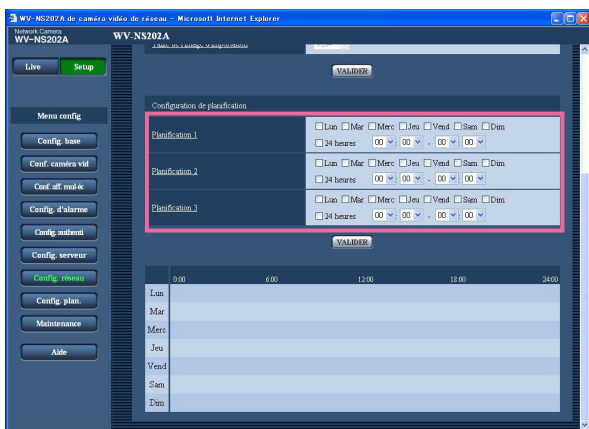 WV-NS202A de caméra vidéo de réseau - Microsoft Internet Explorer
Network Camera
WV-NS202A
WV-NS202A
Live Setup
VALIDER
Menu config
Config. base
Conf. caméra vid
Conf. aff. mul-éc
Config. d'alarme
Config. authenti
Config. serveur
Config. réseau
Config. plan.
Maintenance
Aide
Configuration de planification
Planification 1
Lun Mar Merc Jeu Vend Sam Dim
24 heures 00 : 00 - 00 : 00
Planification 2
Lun Mar Merc Jeu Vend Sam Dim
24 heures 00 : 00 - 00 : 00
Planification 3
Lun Mar Merc Jeu Vend Sam Dim
24 heures 00 : 00 - 00 : 00
VALIDER
0:00 6:00 12:00 18:00 24:00
Lun
Mar
Merc
Jeu
Vend
Sam
Dim